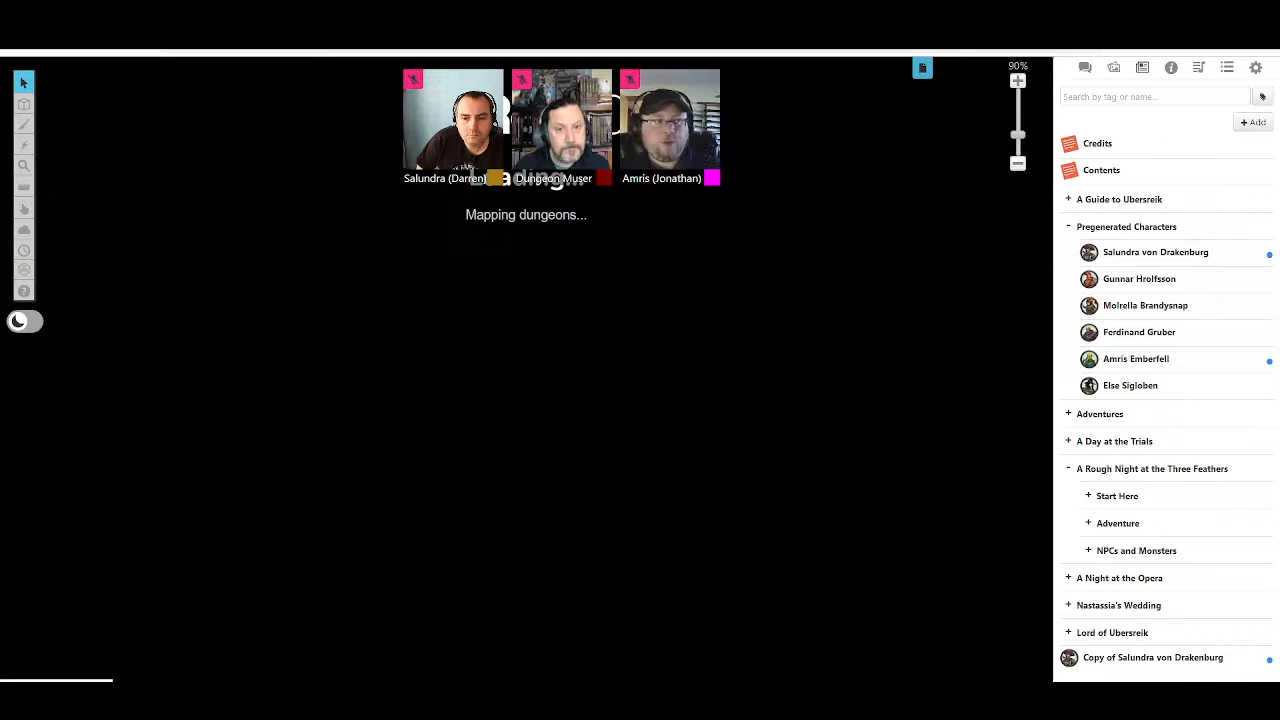 90%
Salundra (Darren)
Dungeon Muser
Amris (Jonathan)
Loading...
Mapping dungeons...
Search by tag or name...
+ Add
Credits
Contents
+ A Guide to Ubersreik
- Pregenerated Characters
Salundra von Drakenburg
Gunnar Hrolfsson
Molrella Brandysnap
Ferdinand Gruber
Amris Emberfell
Else Sigloben
+ Adventures
+ A Day at the Trials
- A Rough Night at the Three Feathers
+ Start Here
+ Adventure
+ NPCs and Monsters
+ A Night at the Opera
+ Nastassia's Wedding
+ Lord of Ubersreik
Copy of Salundra von Drakenburg